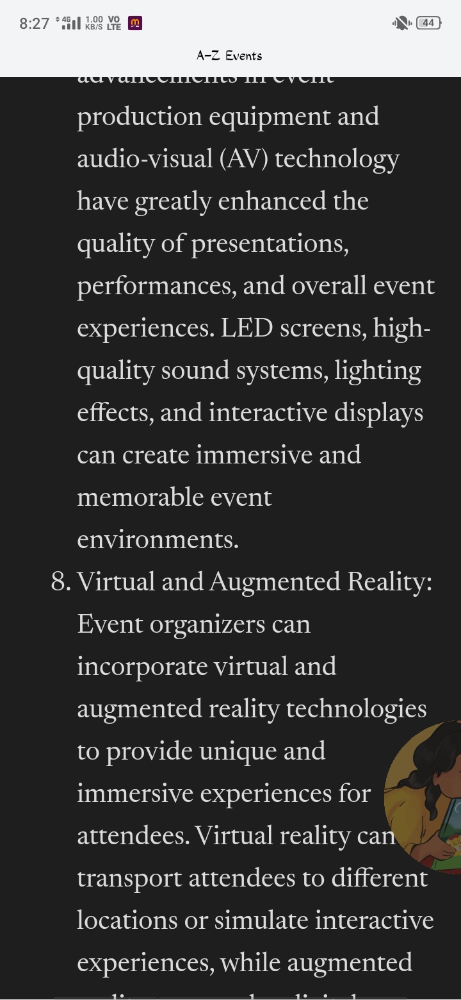 8:27 4G 1.00 KB/S VO LTE 44
A-Z Events
advancements in event
production equipment and
audio-visual (AV) technology
have greatly enhanced the
quality of presentations,
performances, and overall event
experiences. LED screens, high-
quality sound systems, lighting
effects, and interactive displays
can create immersive and
memorable event
environments.
8. Virtual and Augmented Reality:
Event organizers can
incorporate virtual and
augmented reality technologies
to provide unique and
immersive experiences for
attendees. Virtual reality can
transport attendees to different
locations or simulate interactive
experiences, while augmented